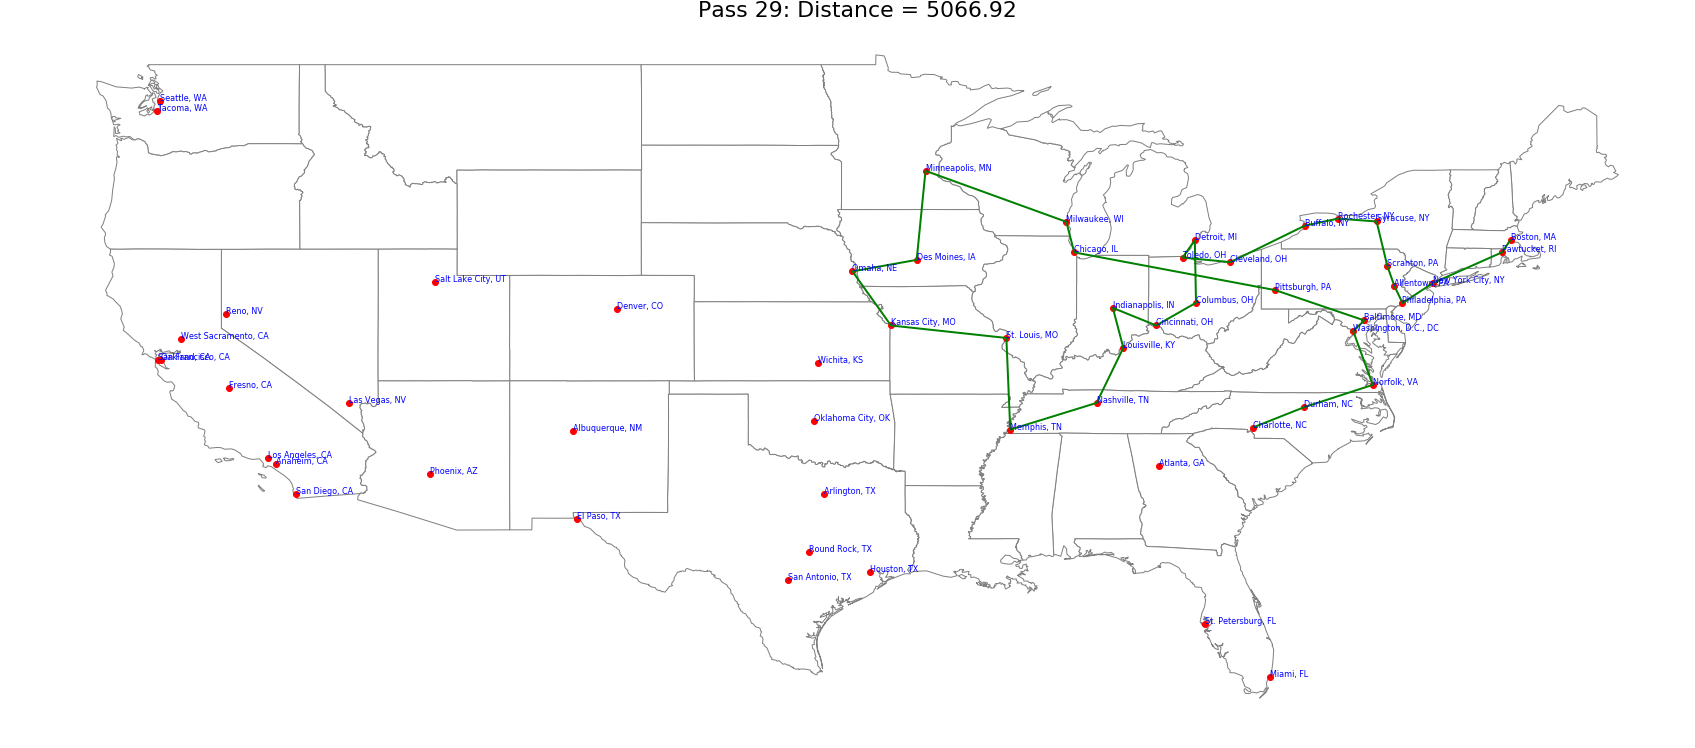 Pass 29: Distance = 5066.92
Seattle, WA
Tacoma, WA
Minneapolis, MN
Milwaukee, WI
Rochester, NY
Syracuse, NY
Buffalo, NY
Detroit, MI
Boston, MA
Chicago, IL
Pawtucket, RI
Des Moines, IA
Toledo, OH
Cleveland, OH
Scranton, PA
Omaha, NE
Salt Lake City, UT
New York City, NY
Allentown, PA
Pittsburgh, PA
Philadelphia, PA
Columbus, OH
Denver, CO
Indianapolis, IN
Reno, NV
Baltimore, MD
Kansas City, MO
Cincinnati, OH
Washington, D.C., DC
West Sacramento, CA
St. Louis, MO
Louisville, KY
San Francisco, CA
Wichita, KS
Fresno, CA
Norfolk, VA
Las Vegas, NV
Nashville, TN
Durham, NC
Oklahoma City, OK
Charlotte, NC
Albuquerque, NM
Memphis, TN
Los Angeles, CA
Anaheim, CA
Atlanta, GA
Phoenix, AZ
San Diego, CA
Arlington, TX
El Paso, TX
Round Rock, TX
Houston, TX
San Antonio, TX
St. Petersburg, FL
Miami, FL